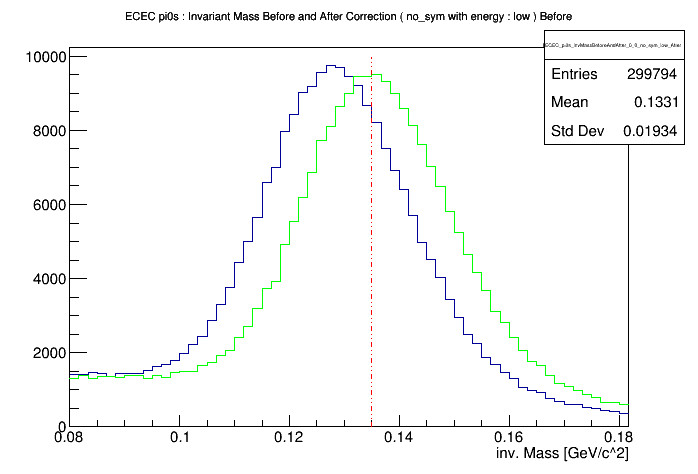 ECEC pi0s : Invariant Mass Before and After Correction ( no_sym with energy : low ) Before
ECEC_pi0s_InvMassBeforeAndAfter_0_0_no_sym_low_After
Entries 299794
Mean 0.1331
Std Dev 0.01934
10000
8000
6000
4000
2000
0
0.08 0.1 0.12 0.14 0.16 0.18
inv. Mass [GeV/c^2]